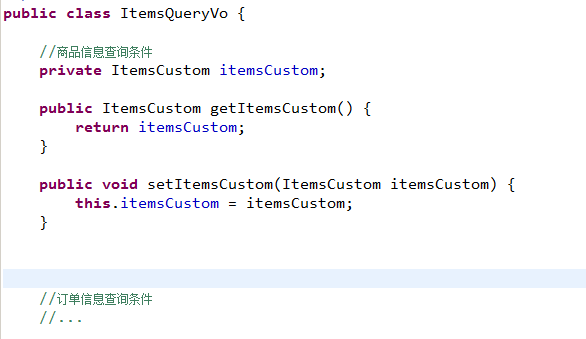 public class ItemsQueryVo {
//商品信息查询条件
private ItemsCustom itemsCustom;
public ItemsCustom getItemsCustom() {
return itemsCustom;
}
public void setItemsCustom(ItemsCustom itemsCustom) {
this.itemsCustom = itemsCustom;
}
//订单信息查询条件
//...